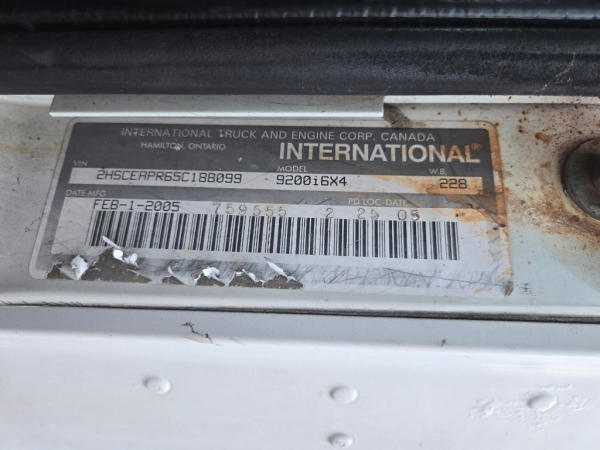 INTERNATIONAL TRUCK AND ENGINE CORP. CANADA
HAMILTON, ONTARIO
INTERNATIONAL®
VIN MODEL W.B.
2HSCEAPR65C188099 9200i6X4 228
DATE MFG PD LOC-DATE
FEB-1-2005 759555 2 25 05